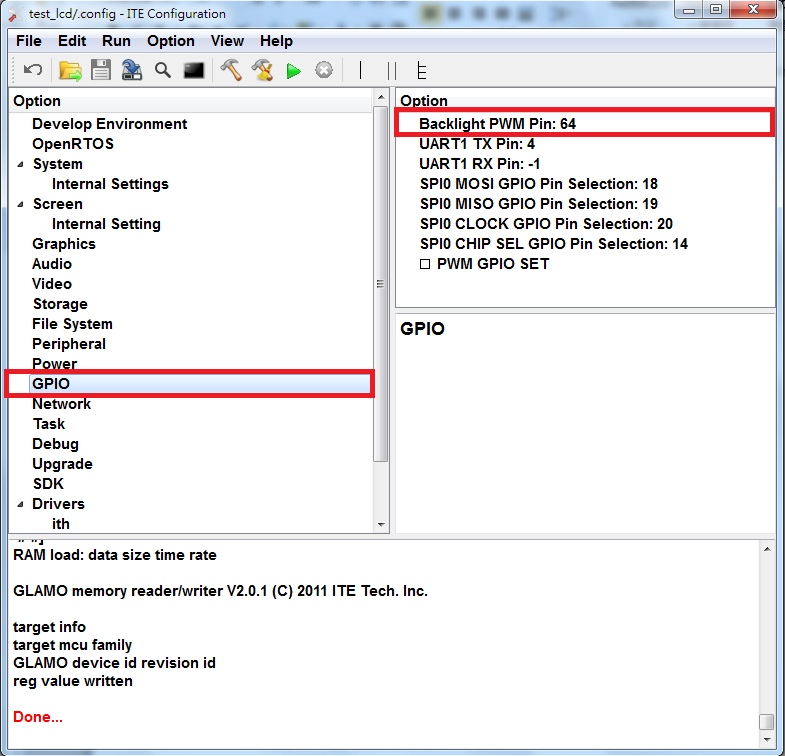 test_lcd/.config - ITE Configuration
File Edit Run Option View Help
Option
Develop Environment
OpenRTOS
System
Internal Settings
Screen
Internal Setting
Graphics
Audio
Video
Storage
File System
Peripheral
Power
GPIO
Network
Task
Debug
Upgrade
SDK
Drivers
ith
Option
Backlight PWM Pin: 64
UART1 TX Pin: 4
UART1 RX Pin: -1
SPI0 MOSI GPIO Pin Selection: 18
SPI0 MISO GPIO Pin Selection: 19
SPI0 CLOCK GPIO Pin Selection: 20
SPI0 CHIP SEL GPIO Pin Selection: 14
PWM GPIO SET
GPIO
RAM load: data size time rate
GLAMO memory reader/writer V2.0.1 (C) 2011 ITE Tech. Inc.
target info
target mcu family
GLAMO device id revision id
reg value written
Done...